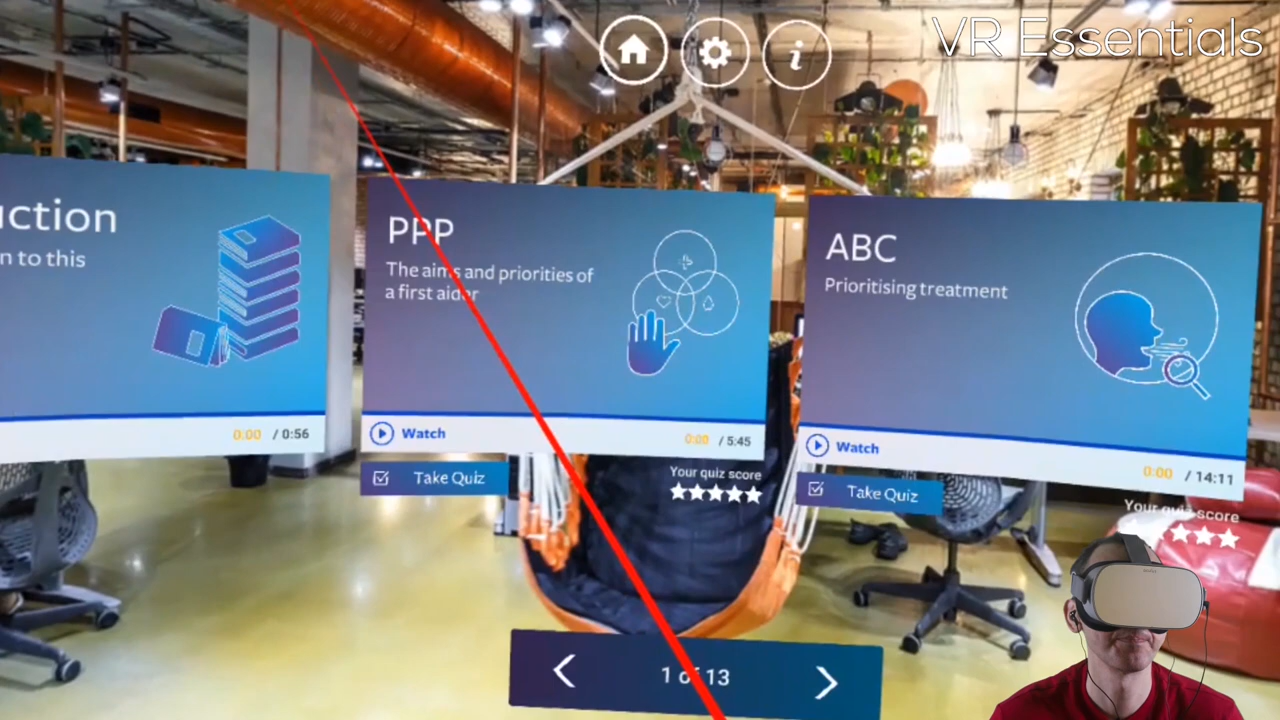 VR Essentials
uction
n to this
0:00 / 0:56
PPP
The aims and priorities of
a first aider
Watch
0:00 / 5:45
Take Quiz
Your quiz score
ABC
Prioritising treatment
Watch
0:00 / 14:11
Take Quiz
Your quiz score
1 of 13